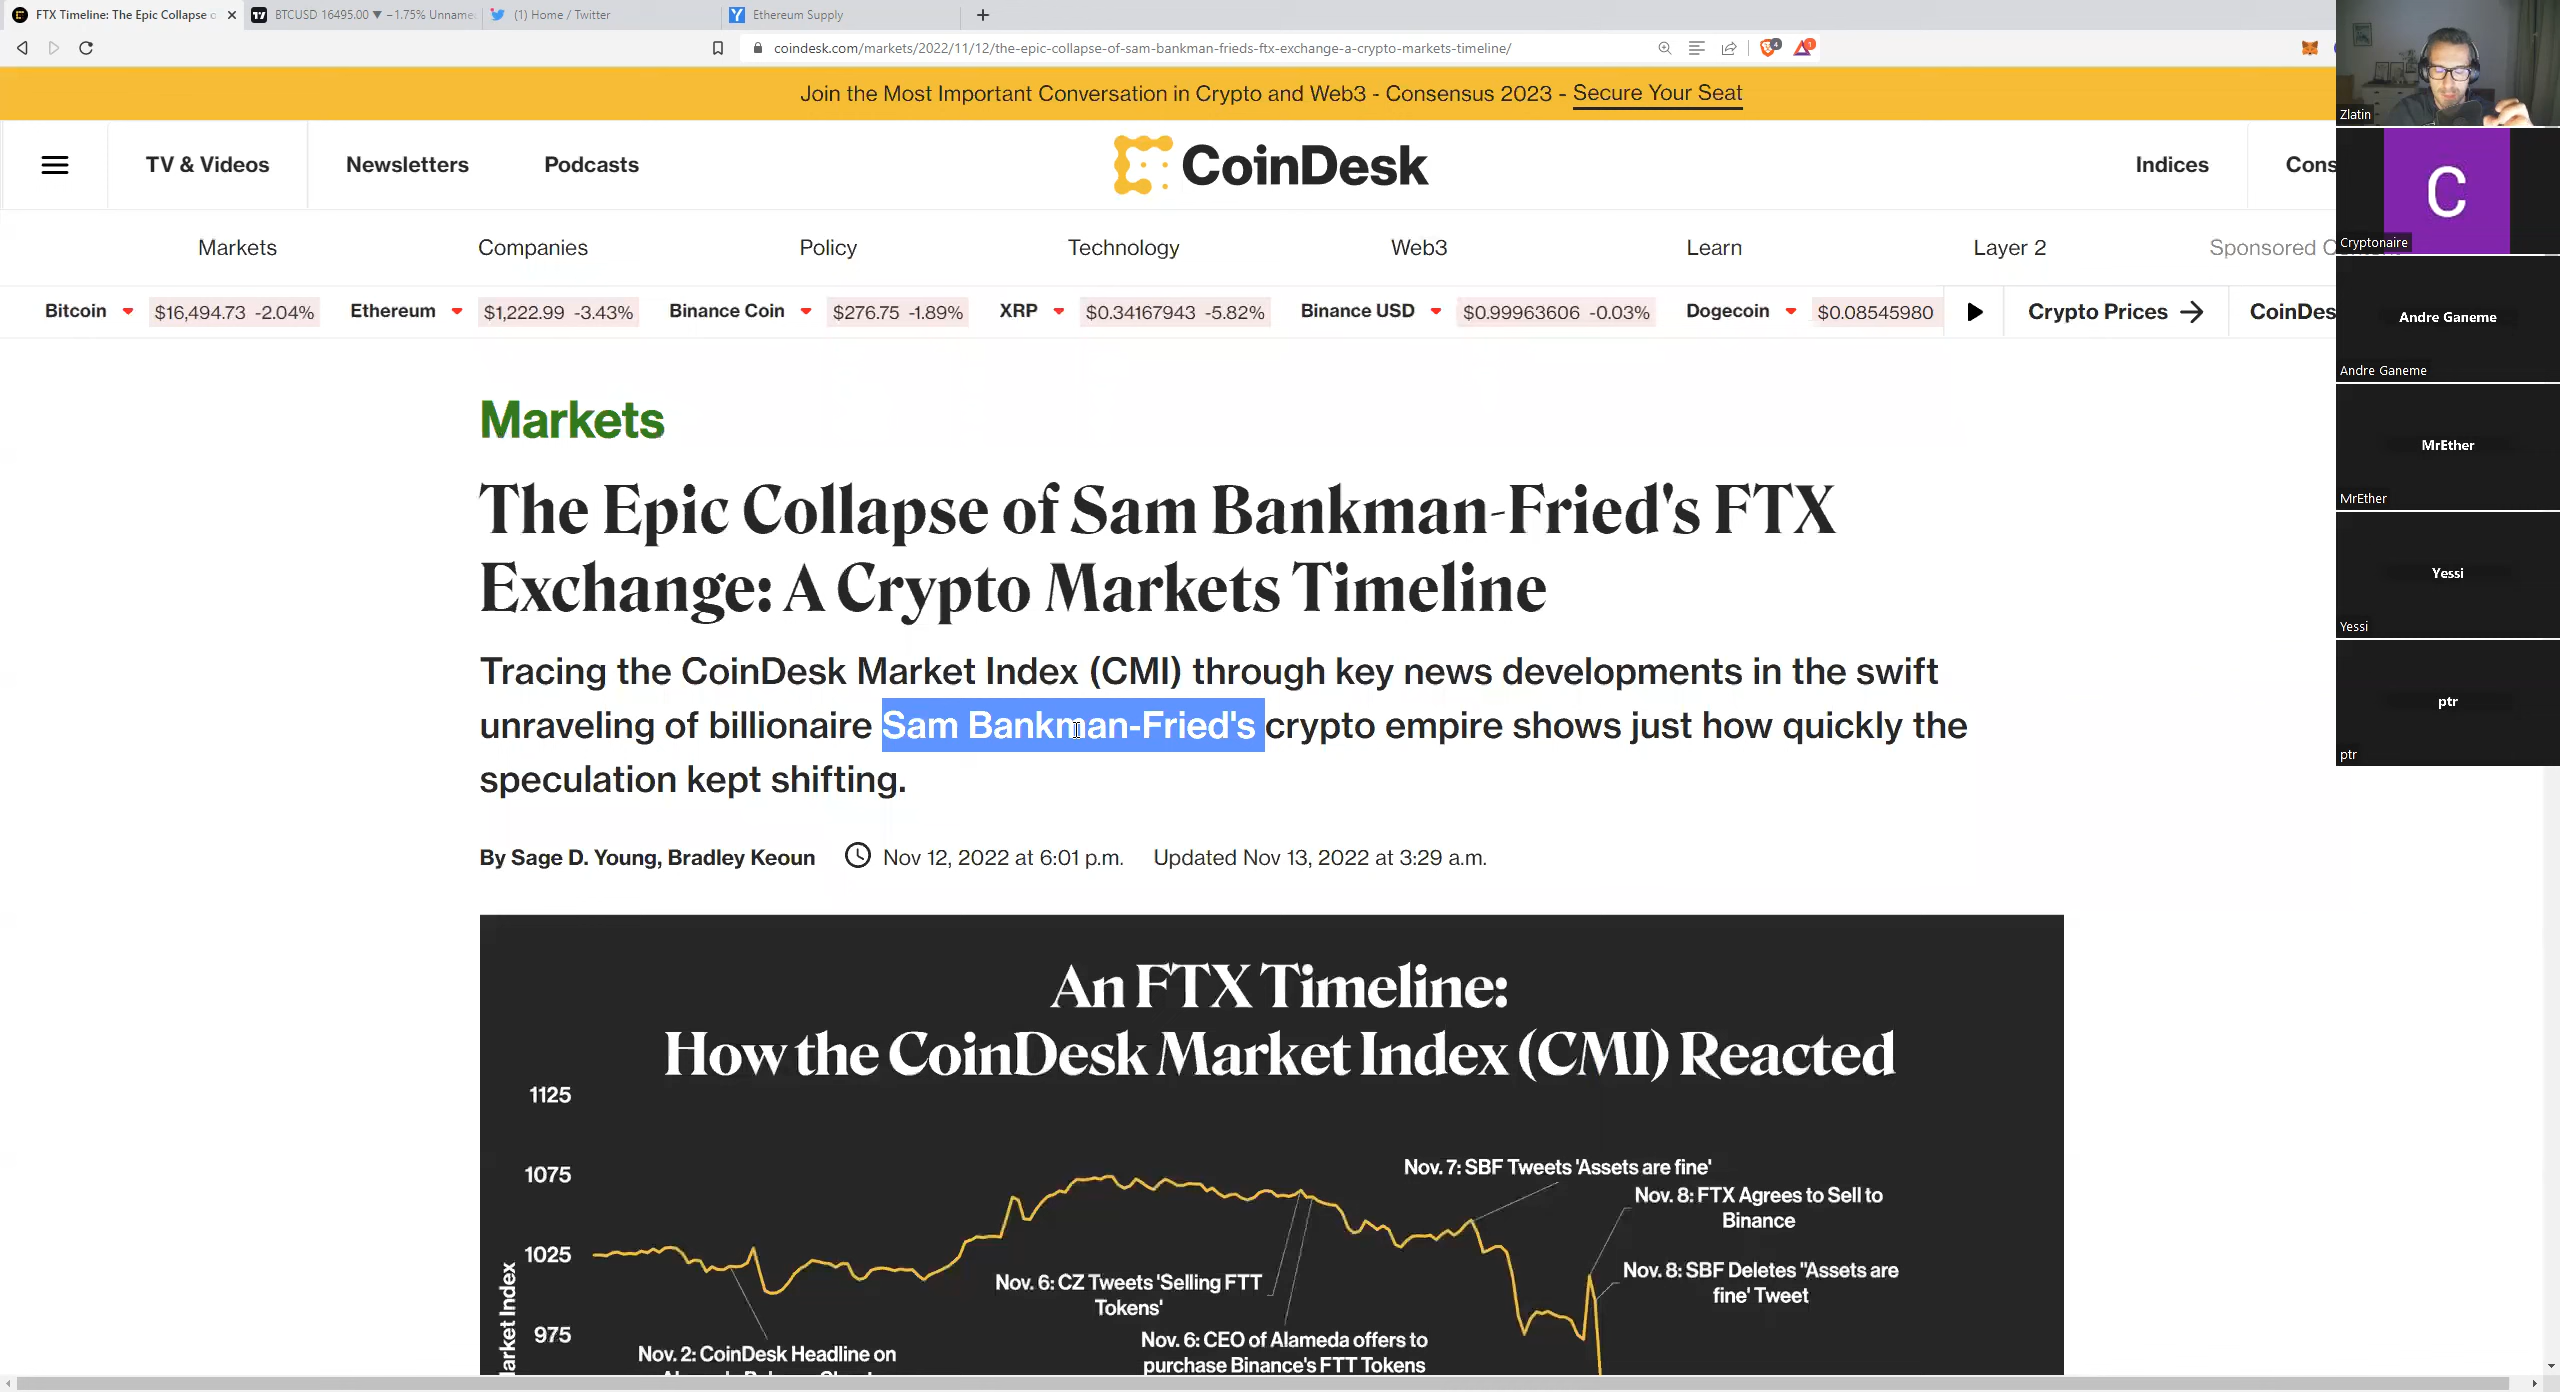 FTX Timeline: The Epic Collapse o
BTCUSD 16495.00 ▼ −1.75% Unname
(1) Home / Twitter
Ethereum Supply
coindesk.com/markets/2022/11/12/the-epic-collapse-of-sam-bankman-frieds-ftx-exchange-a-crypto-markets-timeline/
Join the Most Important Conversation in Crypto and Web3 - Consensus 2023 - Secure Your Seat
TV & Videos
Newsletters
Podcasts
CoinDesk
Indices
Cons
Markets
Companies
Policy
Technology
Web3
Learn
Layer 2
Sponsored C
Bitcoin $16,494.73 -2.04%
Ethereum $1,222.99 -3.43%
Binance Coin $276.75 -1.89%
XRP $0.34167943 -5.82%
Binance USD $0.99963606 -0.03%
Dogecoin $0.08545980
Crypto Prices
CoinDes
Markets
The Epic Collapse of Sam Bankman-Fried's FTX
Exchange: A Crypto Markets Timeline
Tracing the CoinDesk Market Index (CMI) through key news developments in the swift
unraveling of billionaire Sam Bankman-Fried's crypto empire shows just how quickly the
speculation kept shifting.
By Sage D. Young, Bradley Keoun
Nov 12, 2022 at 6:01 p.m.
Updated Nov 13, 2022 at 3:29 a.m.
An FTX Timeline:
How the CoinDesk Market Index (CMI) Reacted
1125
1075
1025
975
Market Index
Nov. 7: SBF Tweets 'Assets are fine'
Nov. 8: FTX Agrees to Sell to
Binance
Nov. 8: SBF Deletes "Assets are
fine' Tweet
Nov. 6: CZ Tweets 'Selling FTT
Tokens'
Nov. 6: CEO of Alameda offers to
purchase Binance's FTT Tokens
Nov. 2: CoinDesk Headline on
Zlatin
C
Cryptonaire
Andre Ganeme
Andre Ganeme
MrEther
MrEther
Yessi
Yessi
ptr
ptr